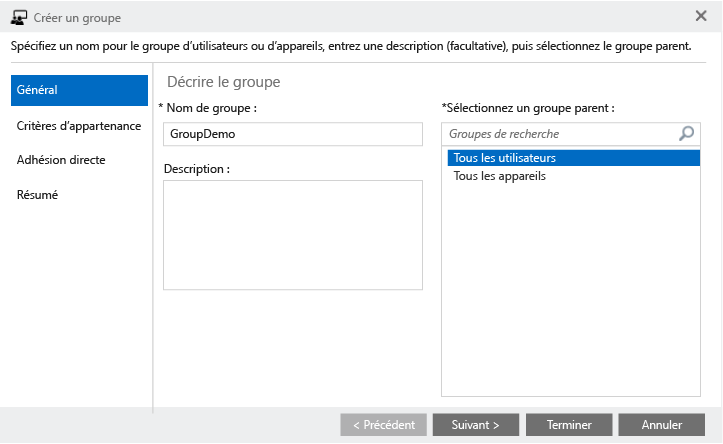 Créer un groupe
Spécifiez un nom pour le groupe d'utilisateurs ou d'appareils, entrez une description (facultative), puis sélectionnez le groupe parent.
Général
Critères d'appartenance
Adhésion directe
Résumé
Décrire le groupe
* Nom de groupe :
GroupDemo
Description :
*Sélectionnez un groupe parent :
Groupes de recherche
Tous les utilisateurs
Tous les appareils
< Précédent
Suivant >
Terminer
Annuler